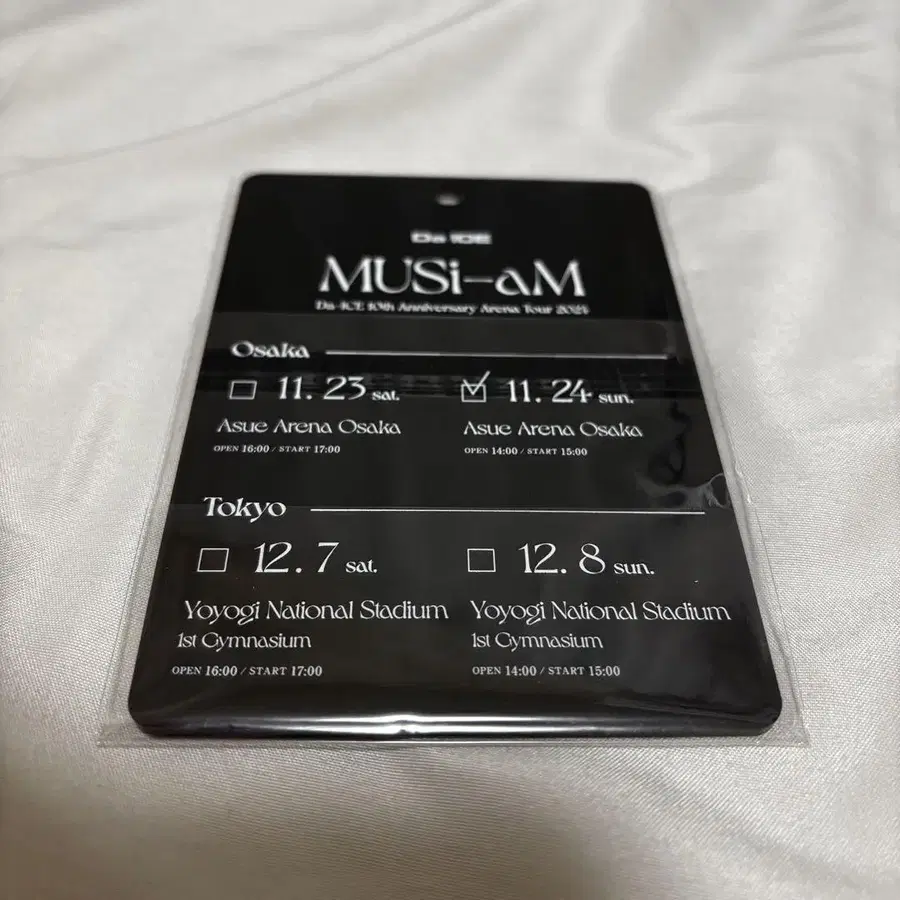 Da-iCE
MUSi-aM
Da-iCE 10th Anniversary Arena Tour 2024
Osaka
11. 23 sat. 11. 24 sun.
Asue Arena Osaka Asue Arena Osaka
OPEN 16:00 / START 17:00 OPEN 14:00 / START 15:00
Tokyo
12. 7 sat. 12. 8 sun.
Yoyogi National Stadium Yoyogi National Stadium
1st Gymnasium 1st Gymnasium
OPEN 16:00 / START 17:00 OPEN 14:00 / START 15:00